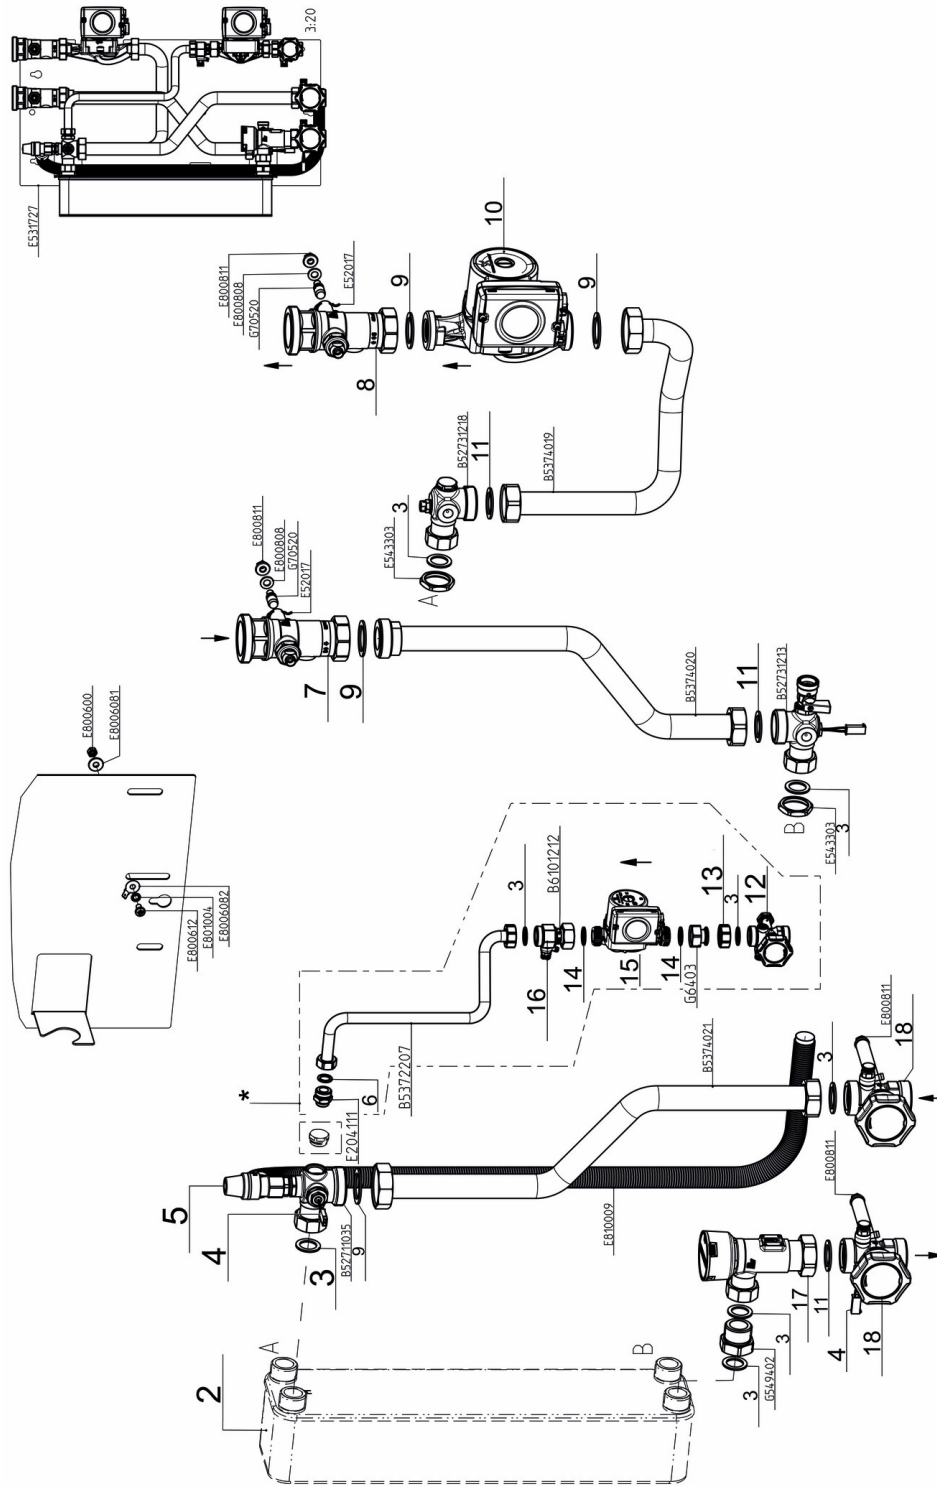 3:20
E531727
E800811
E800808
G70520
E52017
8
9
10
9
B52731218
11
B5374019
3
E543303
A
E800811
E800808
G70520
E52017
7
9
B5374020
11
B52731213
B
E543303
3
E800600
E8006081
E800612
E801004
E8006082
3
B6101212
16
14
15
14
G6403
13
3
12
*
B5372207
6
E204111
B5374021
3
E800811
18
5
4
3
B52711035
9
E810009
E800811
17
11
4
18
3
G549402
3
2
A
B